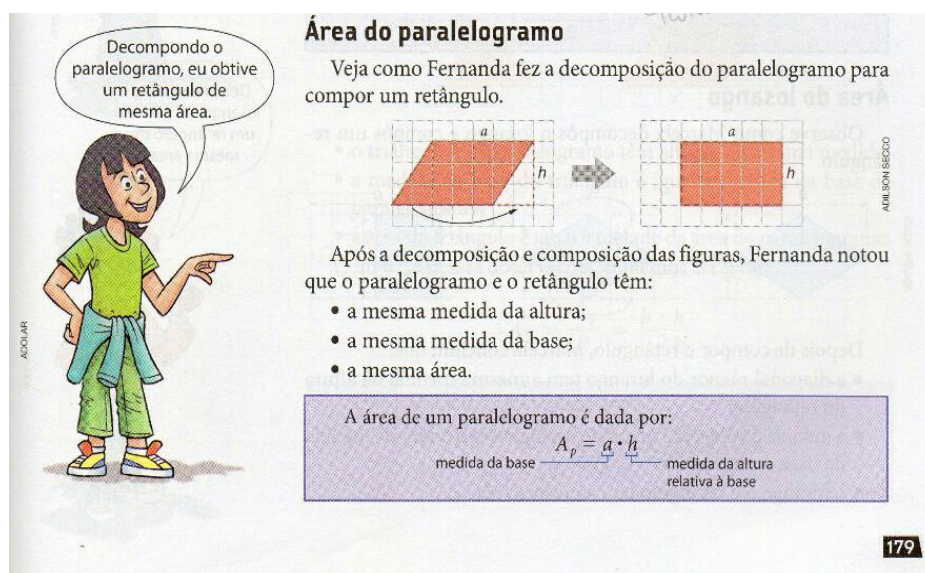 Decompondo o
paralelogramo, eu obtive
um retângulo de
mesma área.
Área do paralelogramo
Veja como Fernanda fez a decomposição do paralelogramo para
compor um retângulo.
a
h
a
h
ADILSON SECCO
Após a decomposição e composição das figuras, Fernanda notou
que o paralelogramo e o retângulo têm:
• a mesma medida da altura;
• a mesma medida da base;
• a mesma área.
ADOLAR
A área de um paralelogramo é dada por:
Aₚ = a · h
medida da base
medida da altura
relativa à base
179